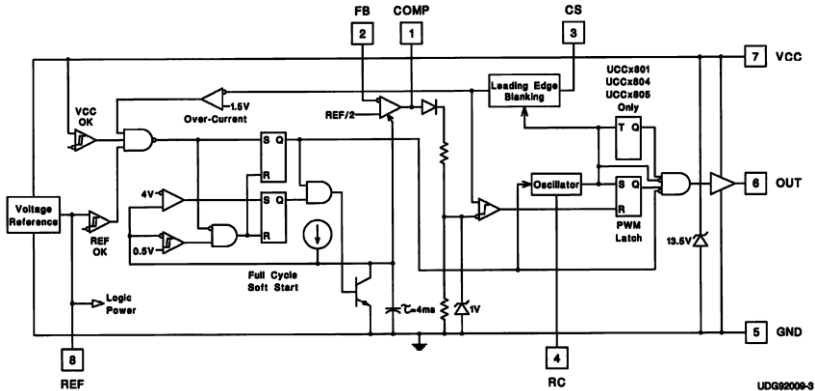 FB
COMP
CS
2
1
3
7
VCC
UCCx801
UCCx804
UCCx805
Only
Leading Edge
Blanking
VCC
OK
1.5V
Over-Current
REF/2
T Q
S Q
R
4V
S Q
R
0.5V
Voltage
Reference
REF
OK
Oscillator
S Q
R
PWM
Latch
6
OUT
13.5V
Full Cycle
Soft Start
Logic
Power
τ=4ms
1V
5
GND
8
REF
4
RC
UDG92009-3